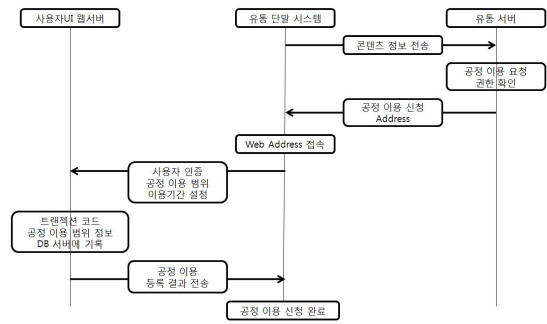 사용자UI 웹서버
유통 단말 시스템
유통 서버
콘텐츠 정보 전송
공정 이용 요청
권한 확인
공정 이용 신청
Address
Web Address 접속
사용자 인증
공정 이용 범위
이용기간 설정
트랜젝션 코드
공정 이용 범위 정보
DB 서버에 기록
공정 이용
등록 결과 전송
공정 이용 신청 완료